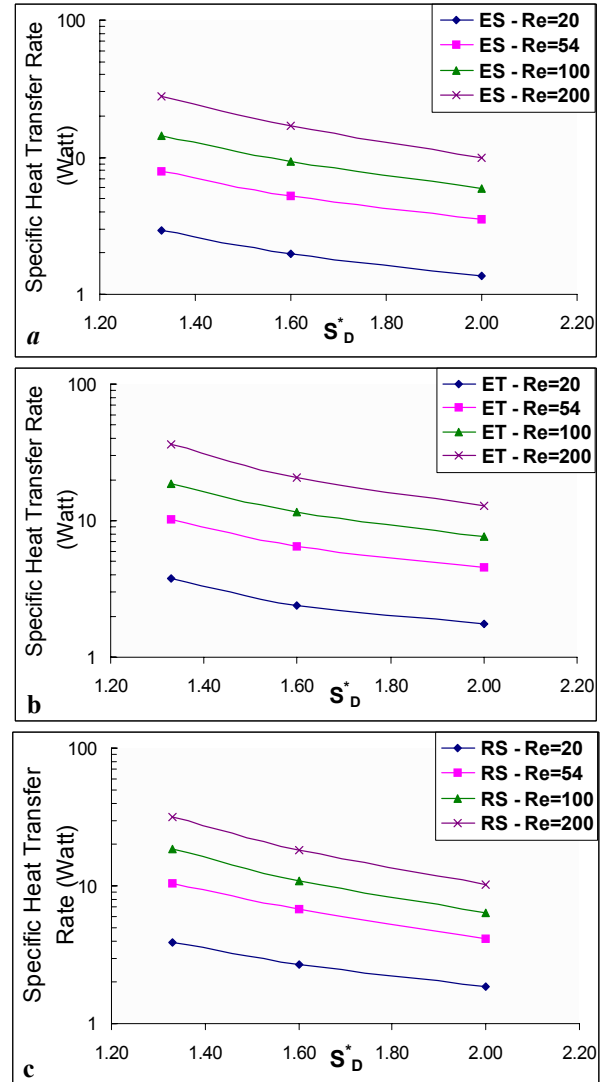 100
10
1
Specific Heat Transfer Rate
(Watt)
ES - Re=20
ES - Re=54
ES - Re=100
ES - Re=200
1.20 1.40 1.60 1.80 2.00 2.20
S*D
a
100
10
1
Specific Heat Transfer Rate
(Watt)
ET - Re=20
ET - Re=54
ET - Re=100
ET - Re=200
1.20 1.40 1.60 1.80 2.00 2.20
S*D
b
100
10
1
Specific Heat Transfer
Rate (Watt)
RS - Re=20
RS - Re=54
RS - Re=100
RS - Re=200
1.20 1.40 1.60 1.80 2.00 2.20
S*D
c